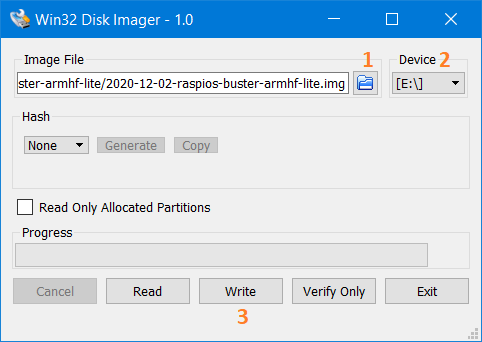 Win32 Disk Imager - 1.0
Image File 1 Device 2
ster-armhf-lite/2020-12-02-raspios-buster-armhf-lite.img [E:\]
Hash
None Generate Copy
Read Only Allocated Partitions
Progress
Cancel Read Write Verify Only Exit
3